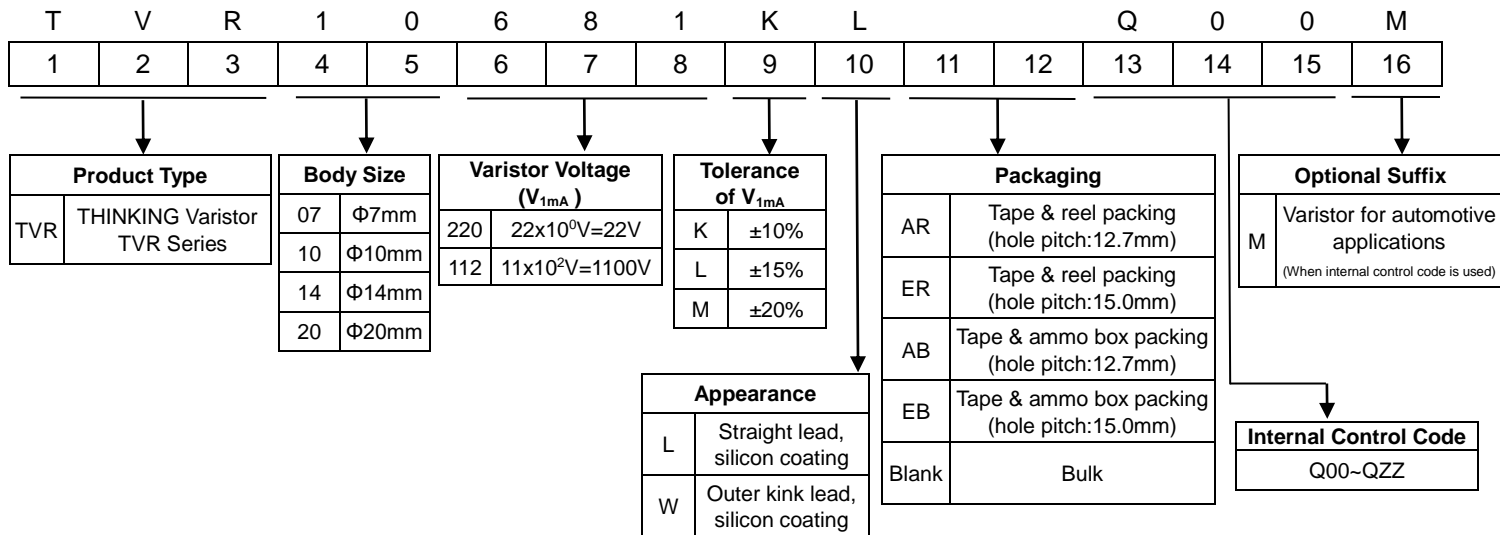 T V R 1 0 6 8 1 K L Q 0 0 M
1 2 3 4 5 6 7 8 9 10 11 12 13 14 15 16
Product Type
TVR THINKING Varistor
TVR Series
Body Size
07 Φ7mm
10 Φ10mm
14 Φ14mm
20 Φ20mm
Varistor Voltage
(V1mA )
220 22x10⁰V=22V
112 11x10²V=1100V
Tolerance
of V1mA
K ±10%
L ±15%
M ±20%
Appearance
L Straight lead,
silicon coating
W Outer kink lead,
silicon coating
Packaging
AR Tape & reel packing
(hole pitch:12.7mm)
ER Tape & reel packing
(hole pitch:15.0mm)
AB Tape & ammo box packing
(hole pitch:12.7mm)
EB Tape & ammo box packing
(hole pitch:15.0mm)
Blank Bulk
Optional Suffix
M Varistor for automotive
applications
(When internal control code is used)
Internal Control Code
Q00~QZZ